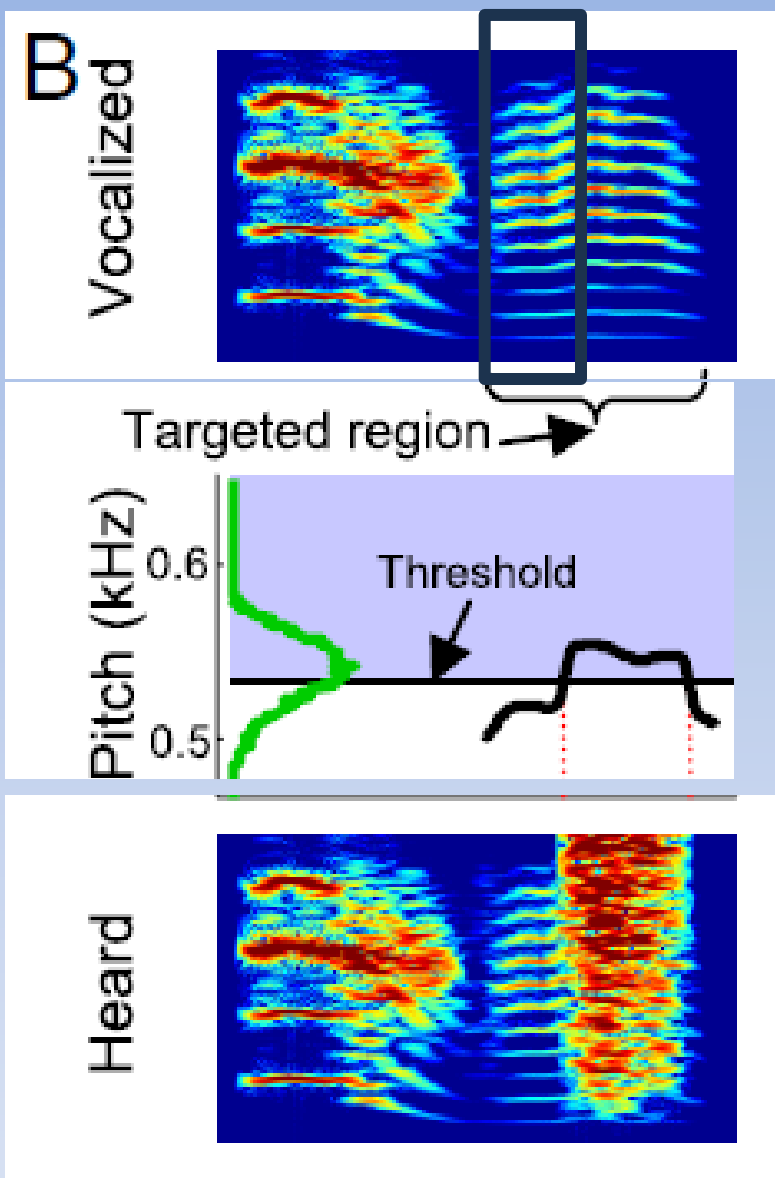 B
Vocalized
Targeted region
Pitch (kHz)
0.6
Threshold
0.5
Heard